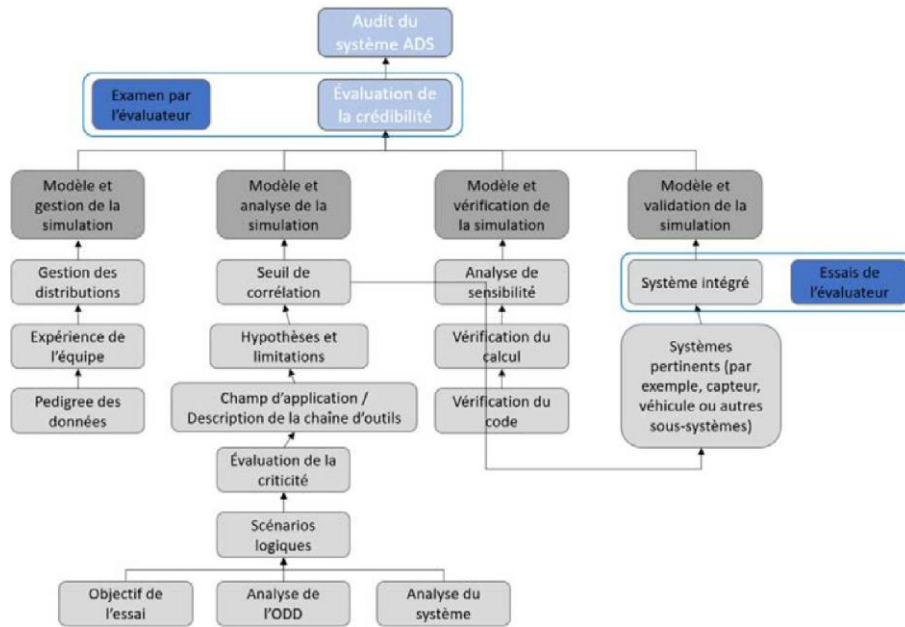 Audit du
système ADS
Examen par
l'évaluateur
Évaluation de
la crédibilité
Modèle et
gestion de la
simulation
Modèle et
analyse de la
simulation
Modèle et
vérification de
la simulation
Modèle et
validation de la
simulation
Gestion des
distributions
Seuil de
corrélation
Analyse de
sensibilité
Système intégré
Essais de
l'évaluateur
Expérience de
l'équipe
Hypothèses et
limitations
Vérification du
calcul
Systèmes
pertinents (par
exemple, capteur,
véhicule ou autres
sous-systèmes)
Pedigree des
données
Champ d'application /
Description de la chaîne d'outils
Vérification du
code
Évaluation de la
criticité
Scénarios
logiques
Objectif de
l'essai
Analyse de
l'ODD
Analyse du
système